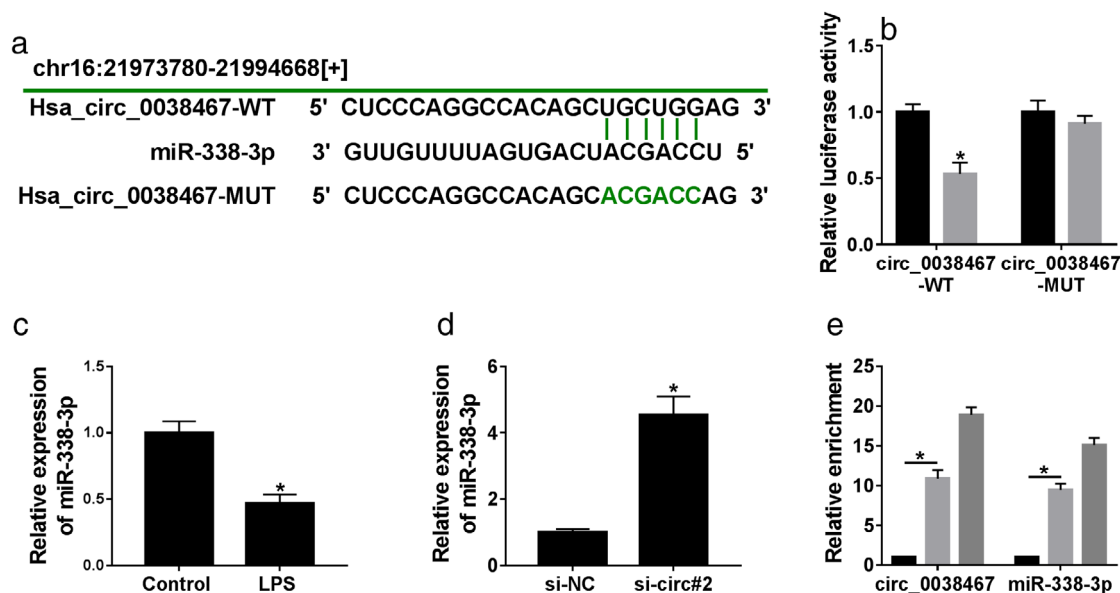 a
chr16:21973780-21994668[+]
Hsa_circ_0038467-WT 5' CUCCCAGGCCACAGCUGCUGGAG 3'
miR-338-3p 3' GUUGUUUUAGUGACUACGACCU 5'
Hsa_circ_0038467-MUT 5' CUCCCAGGCCACAGCACGACCAG 3'
b
Relative luciferase activity
1.5
1.0
0.5
0.0
*
circ_0038467
-WT
circ_0038467
-MUT
c
Relative expression
of miR-338-3p
1.5
1.0
0.5
0.0
*
Control LPS
d
Relative expression
of miR-338-3p
6
4
2
0
*
si-NC si-circ#2
e
Relative enrichment
25
20
15
10
5
0
* *
circ_0038467 miR-338-3p